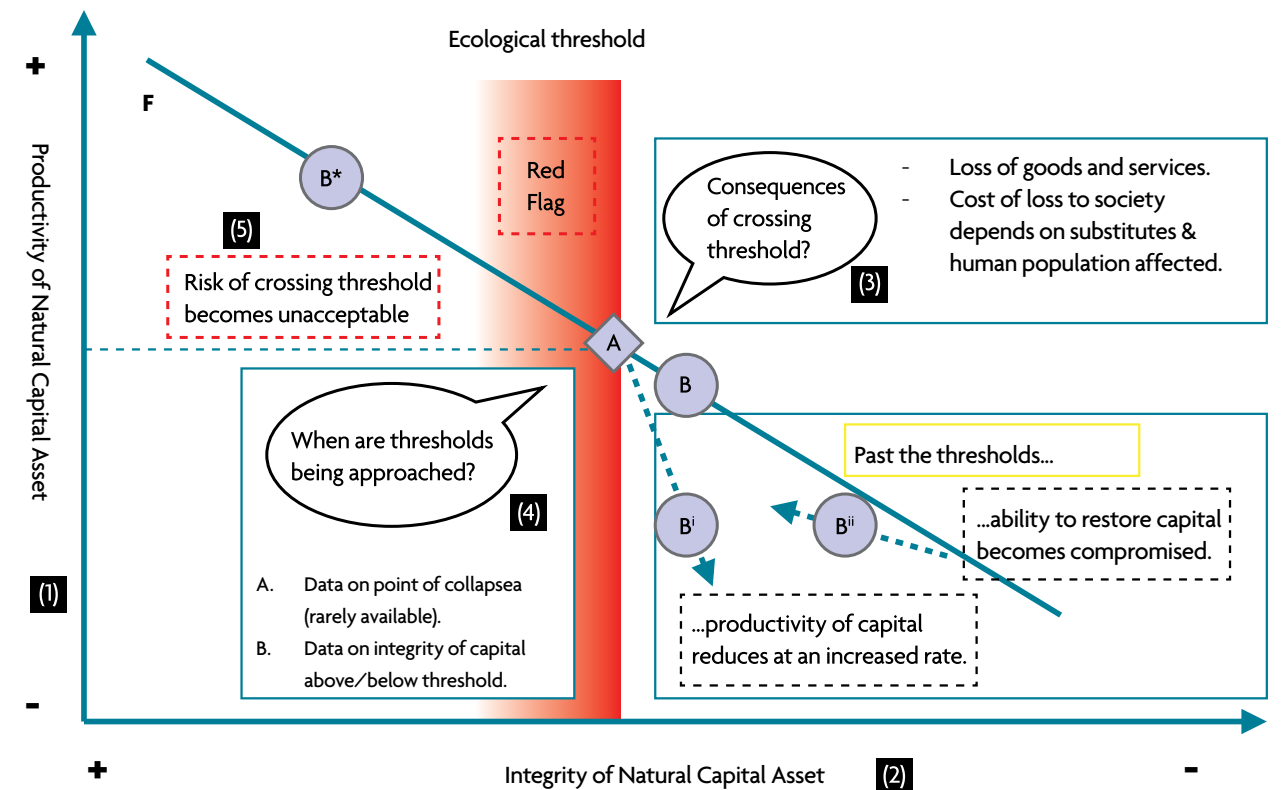 Ecological threshold
+
F
Productivity of Natural Capital Asset
B*
Red
Flag
(5)
Risk of crossing threshold
becomes unacceptable
Consequences
of crossing
threshold?
(3)
- Loss of goods and services.
- Cost of loss to society
depends on substitutes &
human population affected.
A
B
When are thresholds
being approached?
(4)
A. Data on point of collapsea
(rarely available).
B. Data on integrity of capital
above/below threshold.
Past the thresholds...
Bi
Bii
...ability to restore capital
becomes compromised.
...productivity of capital
reduces at an increased rate.
(1)
-
+
Integrity of Natural Capital Asset
(2)
-